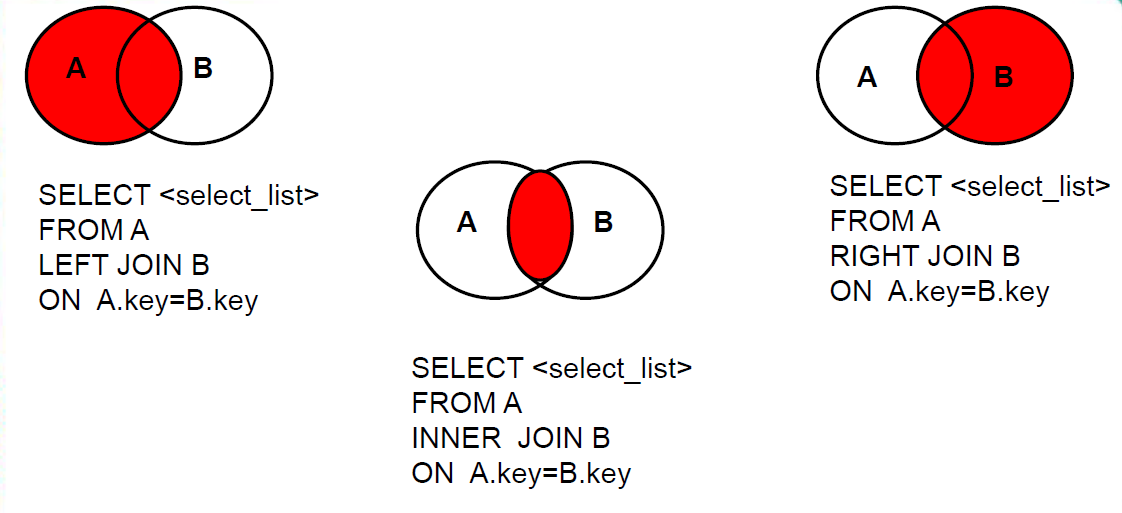 A B
SELECT <select_list>
FROM A
LEFT JOIN B
ON  A.key=B.key
A B
SELECT <select_list>
FROM A
INNER  JOIN B
ON  A.key=B.key
A B
SELECT <select_list>
FROM A
RIGHT JOIN B
ON  A.key=B.key